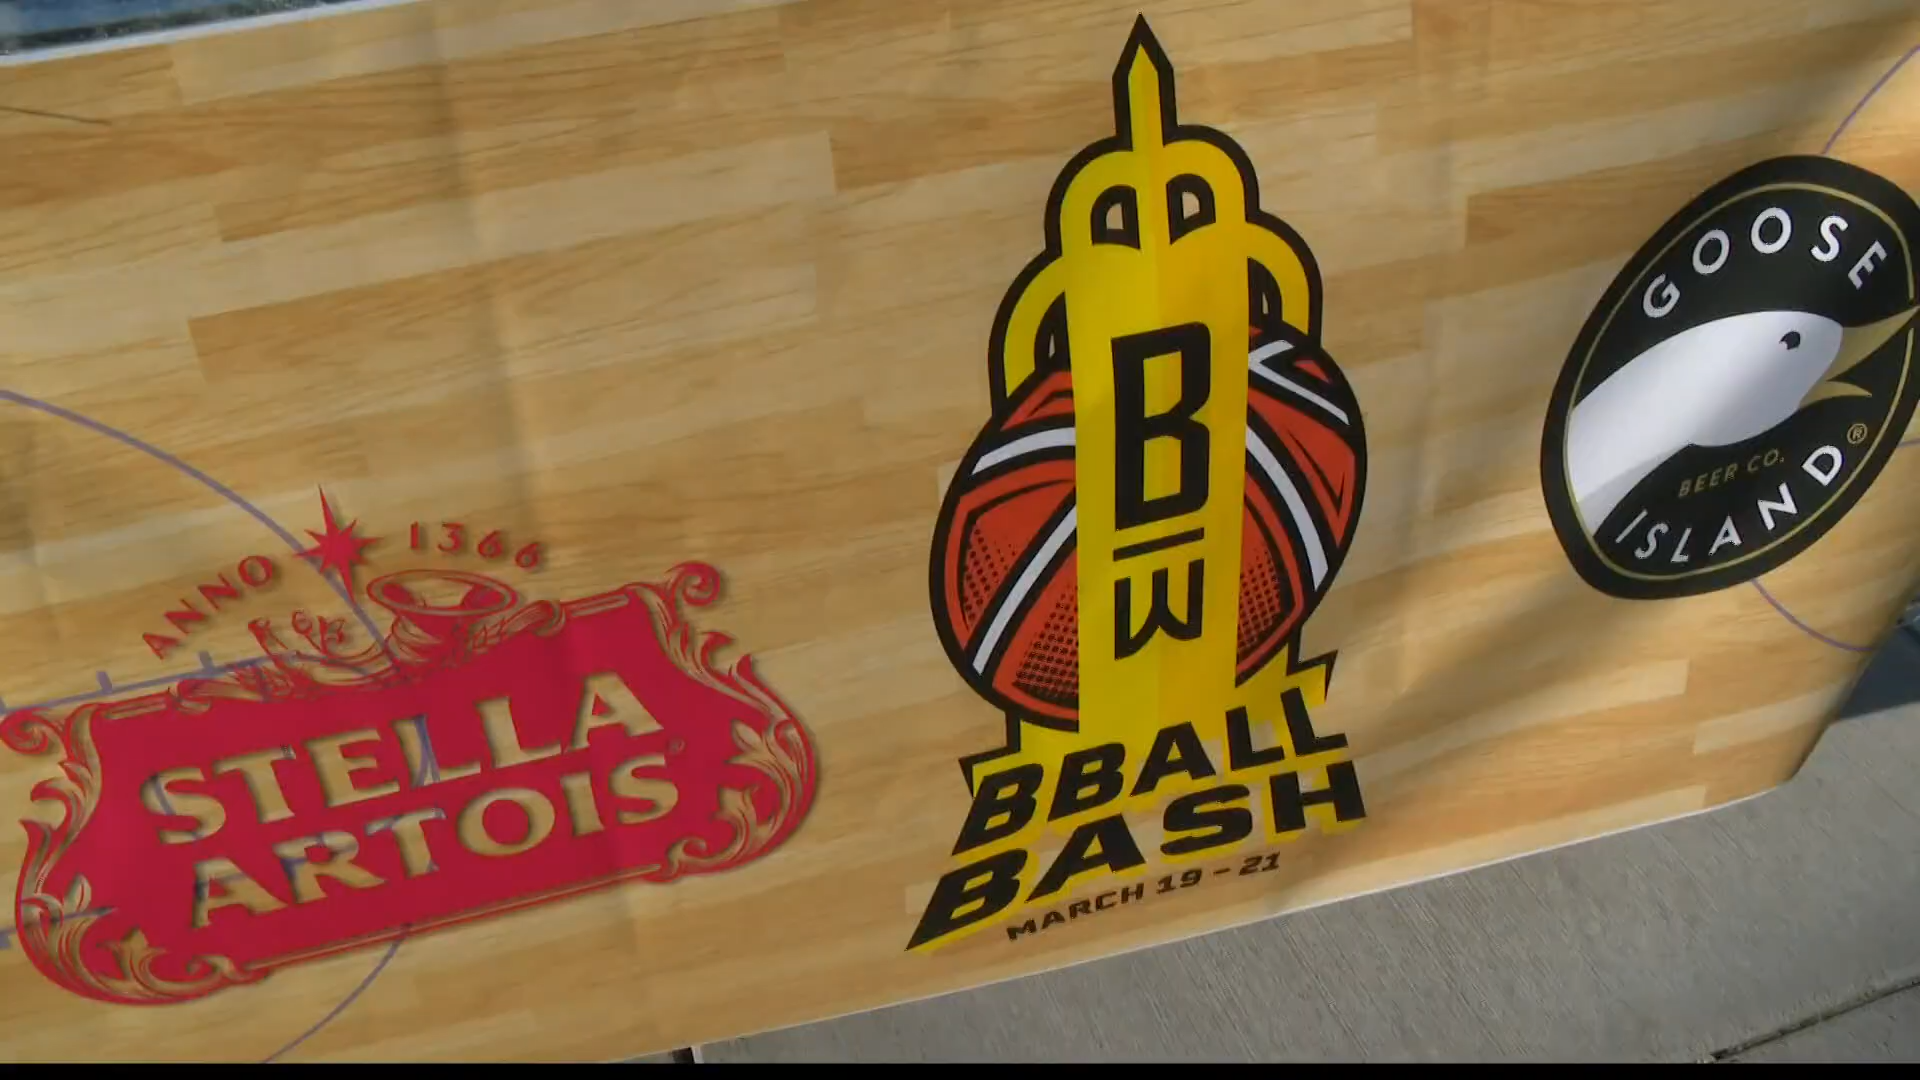 ANNO 1366
STELLA
ARTOIS®
B
W
BBALL
BASH
MARCH 19 - 21
GOOSE
BEER CO.
ISLAND®